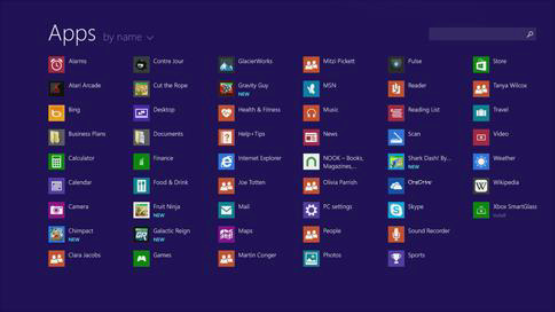 Apps by name
Alarms
Atari Arcade
Bing
Business Plans
Calculator
Calendar
Camera
Chimpact
NEW
Ciara Jacobs
Contre Jour
Cut the Rope
Desktop
Documents
Finance
Food & Drink
Fruit Ninja
NEW
Galactic Reign
NEW
Games
GlacierWorks
Gravity Guy
NEW
Health & Fitness
Help+Tips
Internet Explorer
Joe Totten
Mail
Maps
Martin Conger
Mitzi Pickett
MSN
Music
News
NOOK – Books,
Magazines,...
Olivia Parrish
PC settings
People
Photos
Pulse
Reader
Reading List
Scan
Shark Dash! By...
NEW
OneDrive
Skype
Sound Recorder
Sports
Store
Tanya Wilcox
Travel
Video
Weather
Wikipedia
Xbox SmartGlass
Install